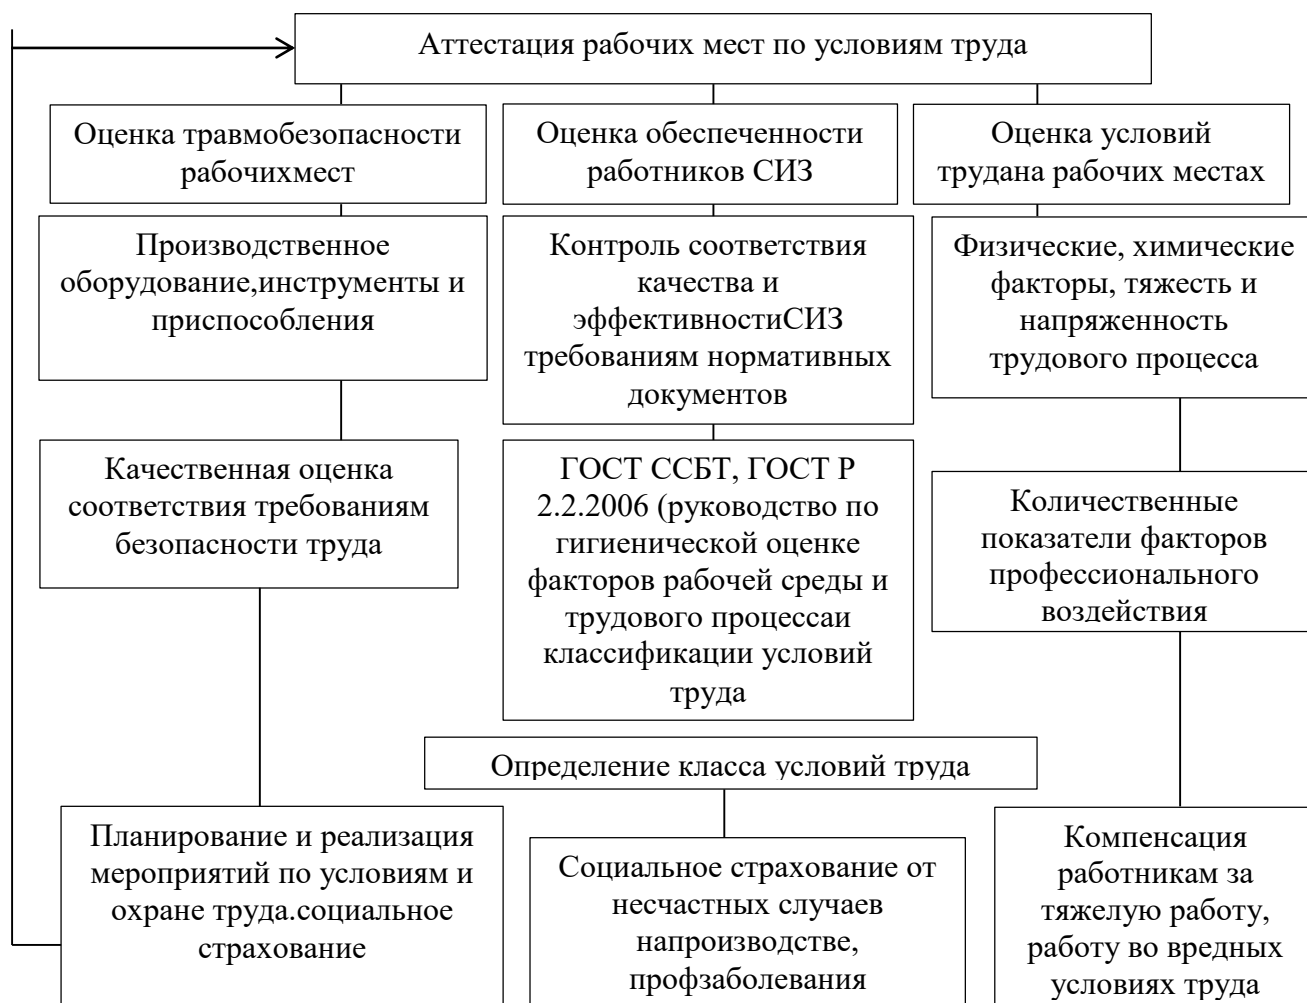 Аттестация рабочих мест по условиям труда
Оценка травмобезопасности
рабочихмест
Оценка обеспеченности
работников СИЗ
Оценка условий
трудана рабочих местах
Производственное
оборудование,инструменты и
приспособления
Контроль соответствия
качества и
эффективностиСИЗ
требованиям нормативных
документов
Физические, химические
факторы, тяжесть и
напряженность
трудового процесса
Качественная оценка
соответствия требованиям
безопасности труда
ГОСТ ССБТ, ГОСТ Р
2.2.2006 (руководство по
гигиенической оценке
факторов рабочей среды и
трудового процессаи
классификации условий
труда
Количественные
показатели факторов
профессионального
воздействия
Определение класса условий труда
Планирование и реализация
мероприятий по условиям и
охране труда.социальное
страхование
Социальное страхование от
несчастных случаев
напроизводстве,
профзаболевания
Компенсация
работникам за
тяжелую работу,
работу во вредных
условиях труда